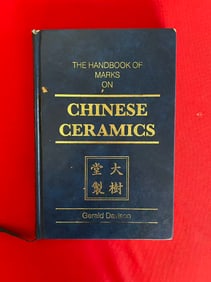 THE HANDBOOK OF
MARKS
ON
CHINESE
CERAMICS
大樹
堂製
Gerald Davison